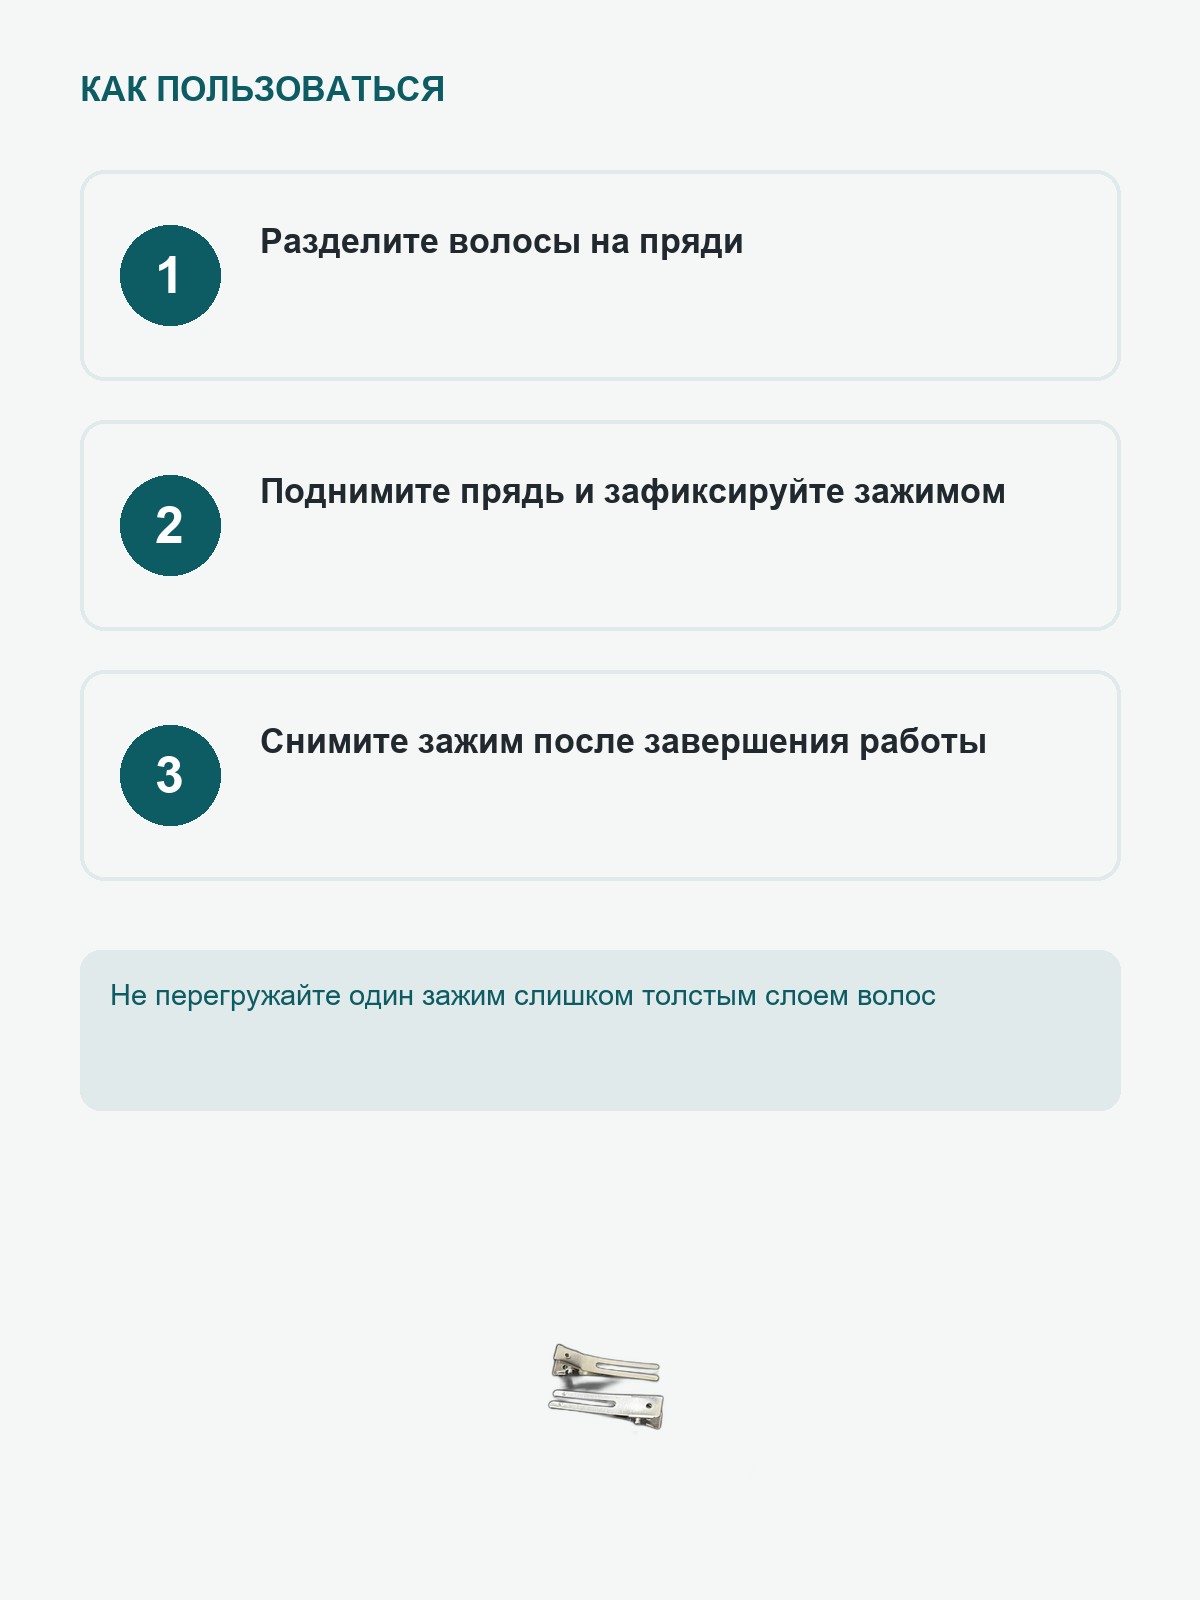 КАК ПОЛЬЗОВАТЬСЯ
1
Разделите волосы на пряди
2
Поднимите прядь и зафиксируйте зажимом
3
Снимите зажим после завершения работы
Не перегружайте один зажим слишком толстым слоем волос